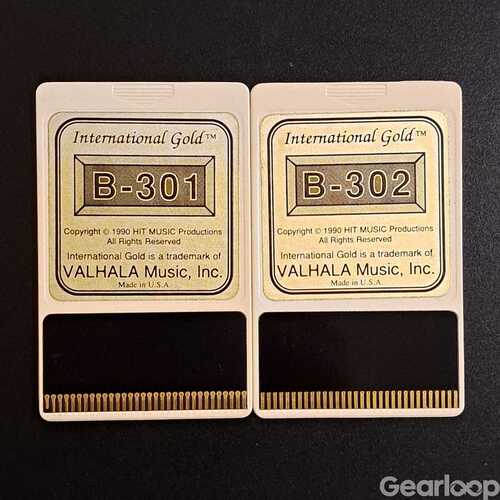 International Gold™
B-301
Copyright © 1990 HIT MUSIC Productions
All Rights Reserved
International Gold is a trademark of
VALHALA Music, Inc.
Made in U.S.A.
International Gold™
B-302
Copyright © 1990 HIT MUSIC Productions
All Rights Reserved
International Gold is a trademark of
VALHALA Music, Inc.
Made in U.S.A.
Gearloop